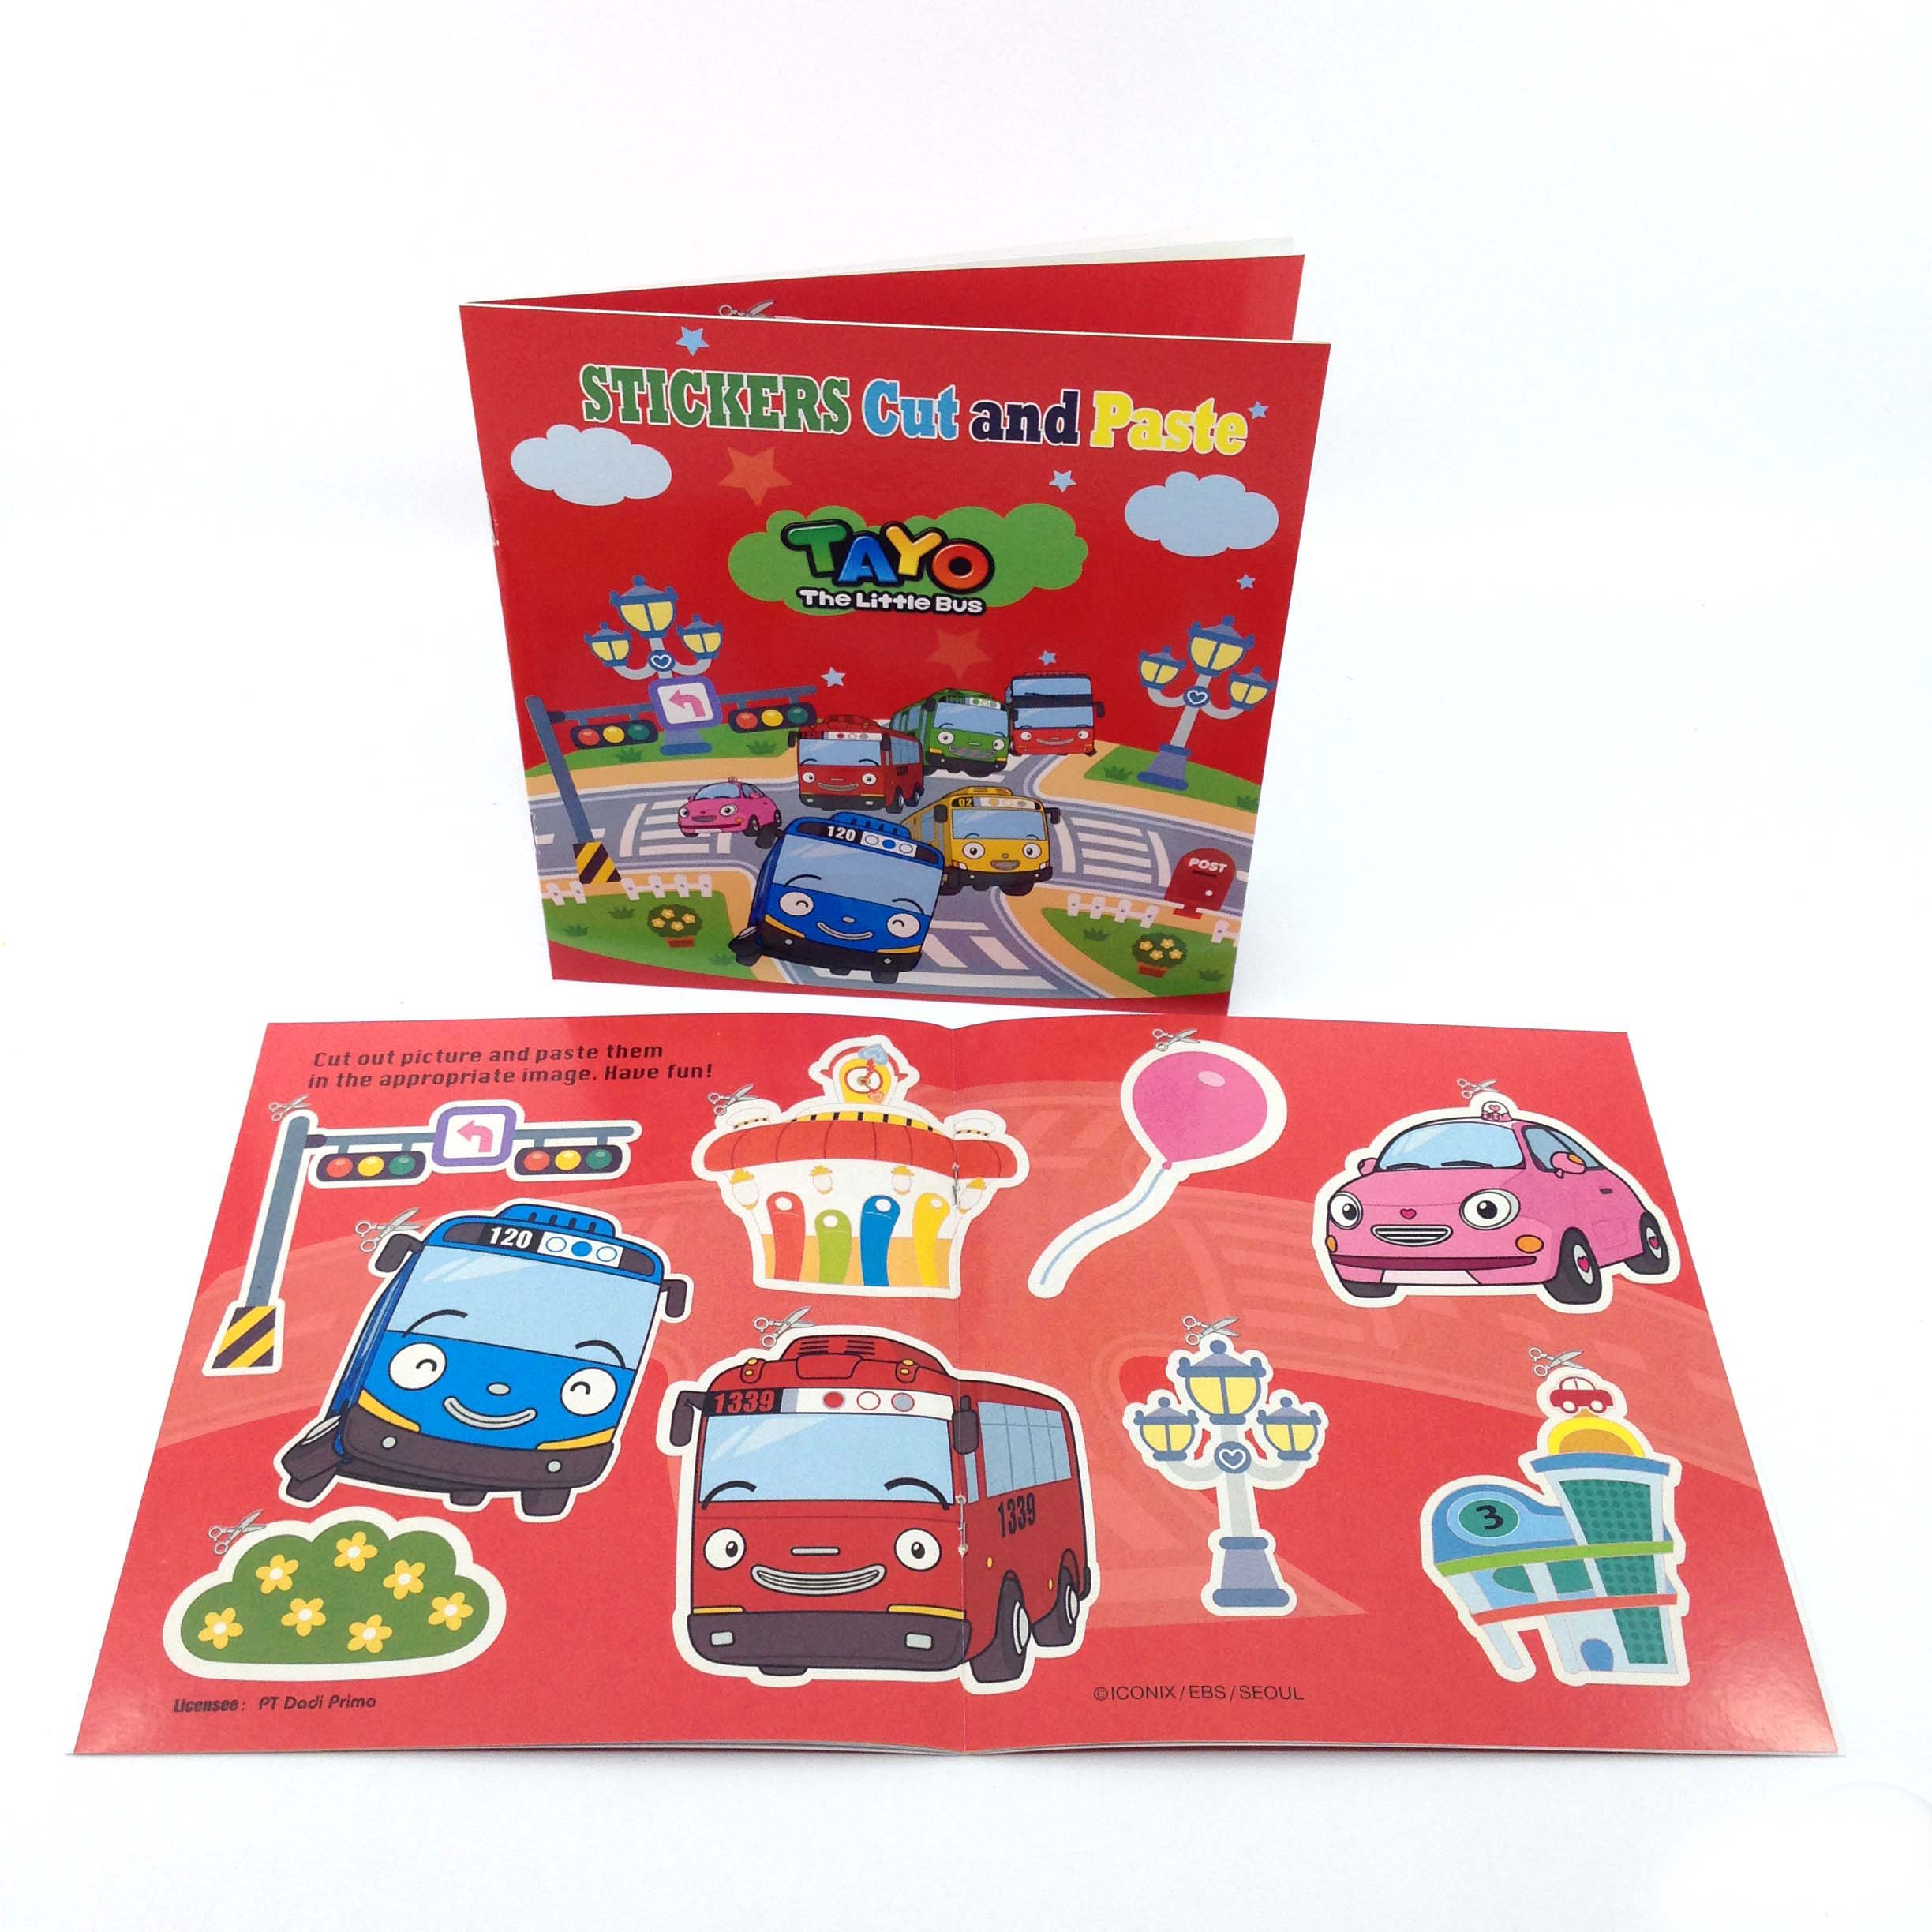 STICKERS Cut and Paste
TAYO
The Little Bus
02
120
POST
Cut out picture and paste them
in the appropriate image. Have fun!
120
1339
1339
3
Licensee: PT Dadi Prima
©ICONIX/EBS/SEOUL